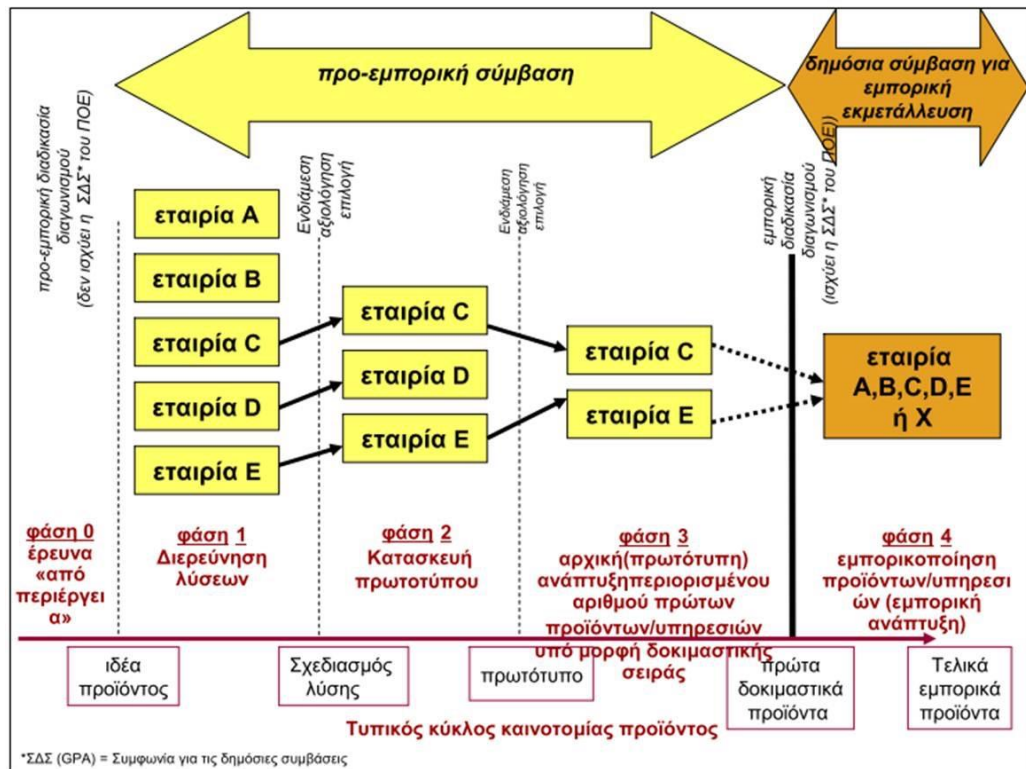 προ-εμπορική σύμβαση
δημόσια σύμβαση για
εμπορική
εκμετάλλευση
προ-εμπορική διαδικασία
διαγωνισμού
(δεν ισχύει η ΣΔΣ* του ΠΟΕ)
Ενδιάμεση
αξιολόγηση
επιλογή
Ενδιάμεση
αξιολόγηση
επιλογή
εμπορική
διαδικασία
διαγωνισμού
(ισχύει η ΣΔΣ* του ΠΟΕ))
εταιρία A
εταιρία B
εταιρία C
εταιρία D
εταιρία E
εταιρία C
εταιρία D
εταιρία E
εταιρία C
εταιρία E
εταιρία
A,B,C,D,E
ή X
φάση 0
έρευνα
«από
περιέργει
α»
φάση 1
Διερεύνηση
λύσεων
φάση 2
Κατασκευή
πρωτοτύπου
φάση 3
αρχική(πρωτότυπη)
ανάπτυξηπεριορισμένου
αριθμού πρώτων
προϊόντων/υπηρεσιών
υπό μορφή δοκιμαστικής
σειράς
φάση 4
εμπορικοποίηση
προϊόντων/υπηρεσι
ών (εμπορική
ανάπτυξη)
ιδέα
προϊόντος
Σχεδιασμός
λύσης
πρωτότυπο
πρώτα
δοκιμαστικά
προϊόντα
Τελικά
εμπορικά
προϊόντα
Τυπικός κύκλος καινοτομίας προϊόντος
*ΣΔΣ (GPA) = Συμφωνία για τις δημόσιες συμβάσεις